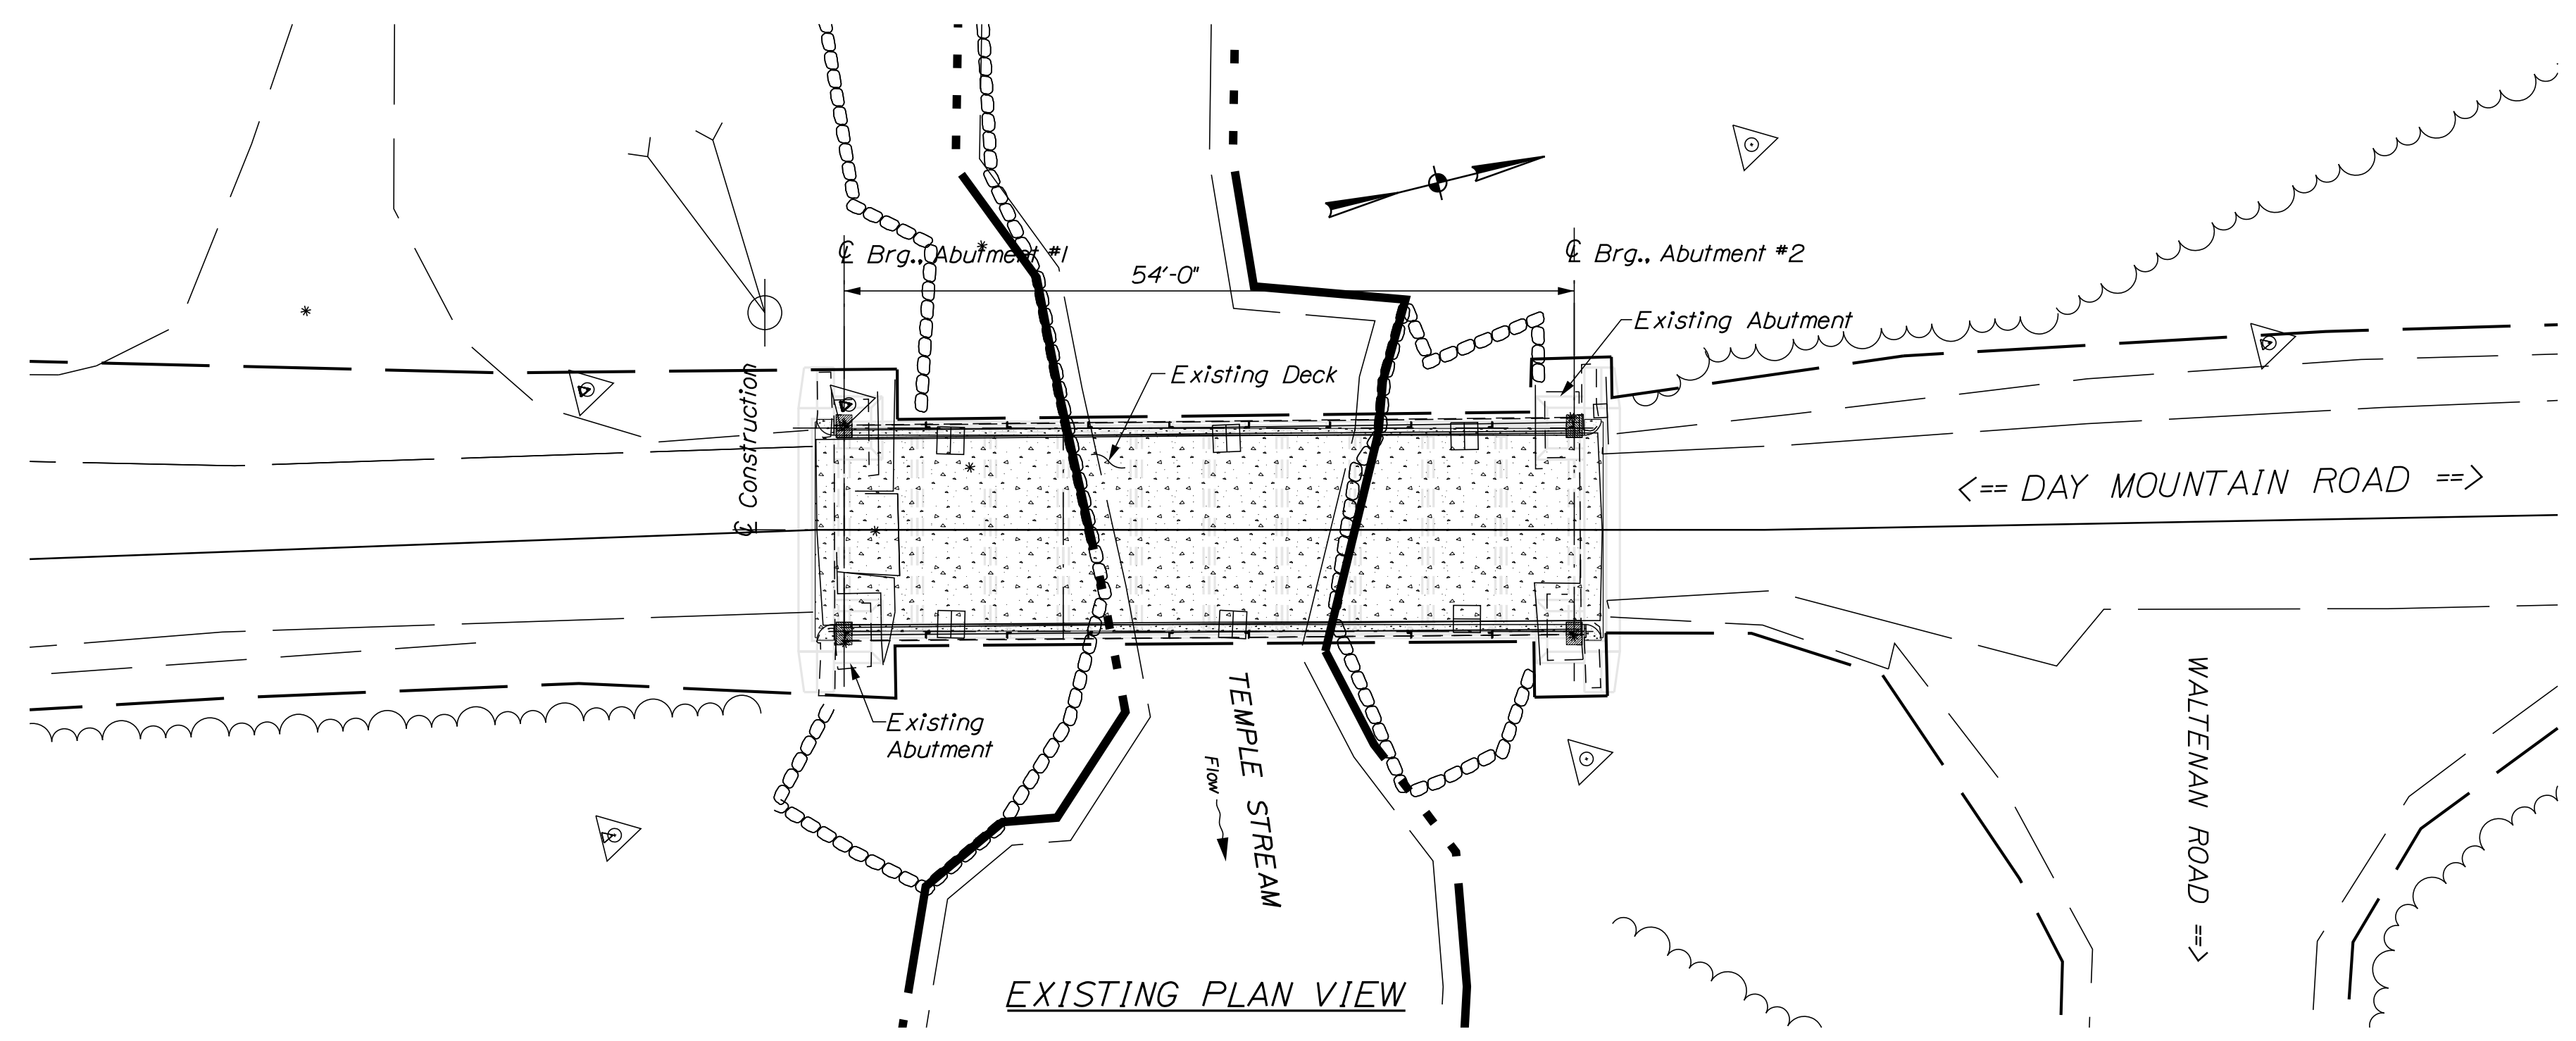 ℄ Brg., Abutment #1
℄ Brg., Abutment #2
54'-0"
Existing Abutment
Existing Deck
℄ Construction
<== DAY MOUNTAIN ROAD ==>
Existing
Abutment
TEMPLE STREAM
Flow
WALTENAN ROAD ==>
EXISTING PLAN VIEW